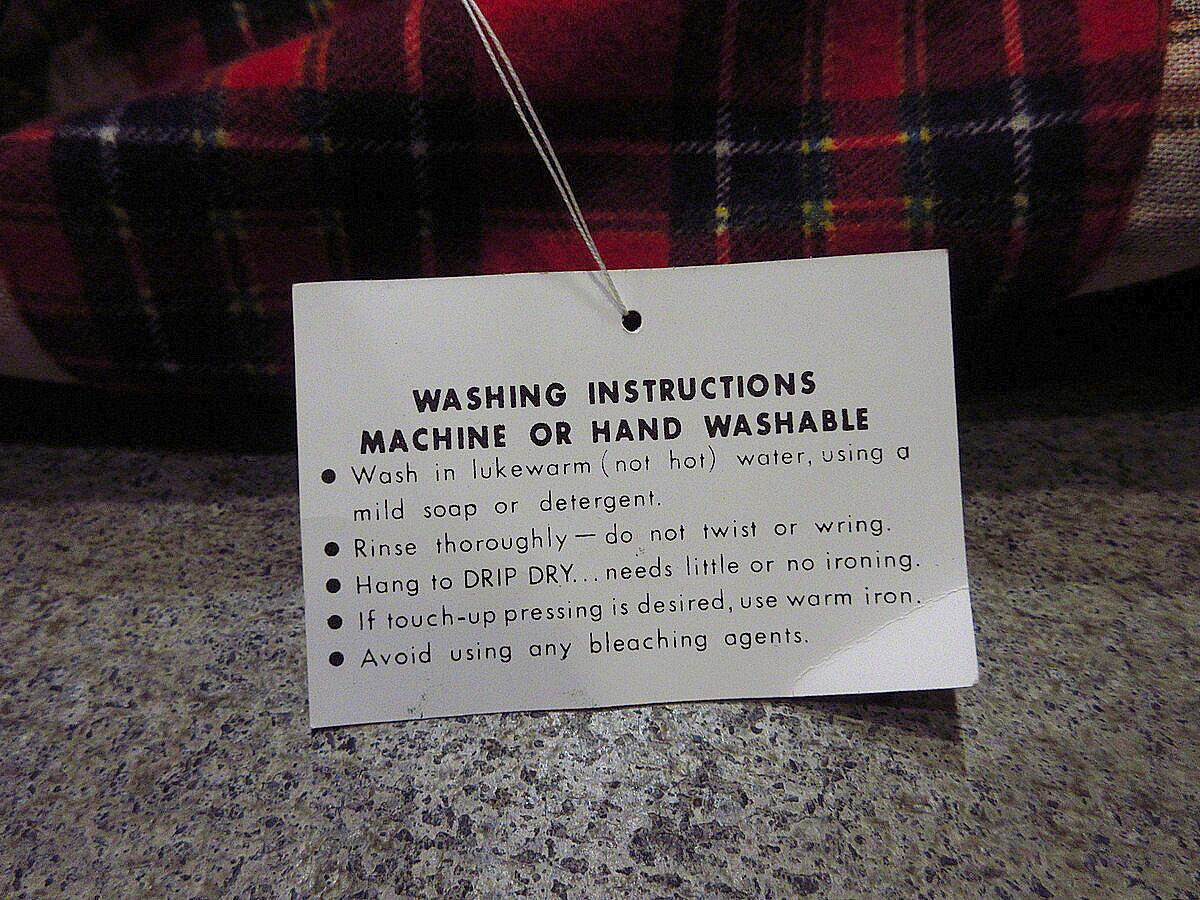 WASHING INSTRUCTIONS
MACHINE OR HAND WASHABLE
● Wash in lukewarm (not hot) water, using a
mild soap or detergent.
● Rinse thoroughly — do not twist or wring.
● Hang to DRIP DRY... needs little or no ironing.
● If touch-up pressing is desired, use warm iron.
● Avoid using any bleaching agents.